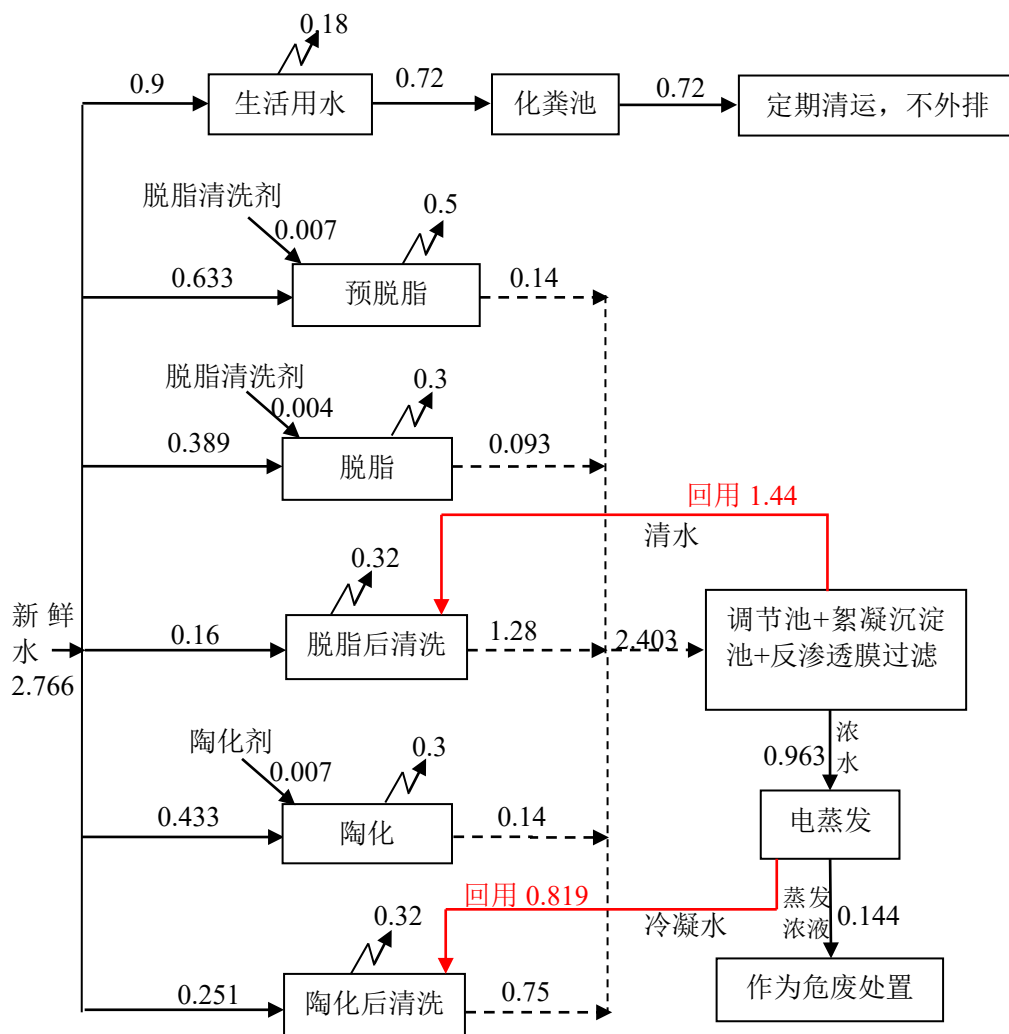 0.18
0.9
生活用水
0.72
化粪池
0.72
定期清运，不外排
脱脂清洗剂
0.007
0.5
0.633
预脱脂
0.14
脱脂清洗剂
0.004
0.3
0.389
脱脂
0.093
回用 1.44
清水
0.32
新鲜
水
2.766
0.16
脱脂后清洗
1.28
2.403
调节池+絮凝沉淀
池+反渗透膜过滤
陶化剂
0.007
0.3
0.963
浓
水
0.433
陶化
0.14
电蒸发
回用 0.819
冷凝水
蒸发
浓液
0.144
0.32
0.251
陶化后清洗
0.75
作为危废处置